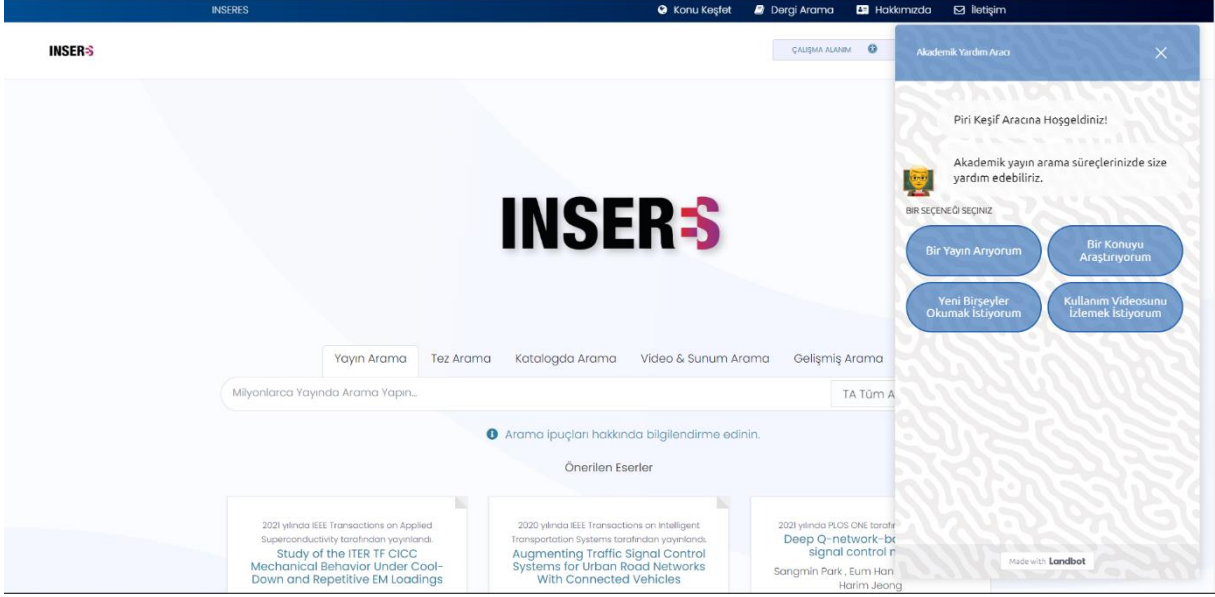 INSERES
Konu Keşfet
Dergi Arama
Hakkımızda
İletişim
INSERS
ÇALIŞMA ALANIM
INSERS
Yayın Arama
Tez Arama
Katalogda Arama
Video & Sunum Arama
Gelişmiş Arama
Milyonlarca Yayında Arama Yapın...
TA Tüm A
Arama ipuçları hakkında bilgilendirme edinin.
Önerilen Eserler
2021 yılında IEEE Transactions on Applied
Superconductivity tarafından yayınlandı.
Study of the ITER TF CICC
Mechanical Behavior Under Cool-
Down and Repetitive EM Loadings
2020 yılında IEEE Transactions on Intelligent
Transportation Systems tarafından yayınlandı.
Augmenting Traffic Signal Control
Systems for Urban Road Networks
With Connected Vehicles
2021 yılında PLOS ONE tarafın
Deep Q-network-ba
signal control m
Sangmin Park , Eum Han
Harim Jeong
Akademik Yardım Aracı
Piri Keşif Aracına Hoşgeldiniz!
Akademik yayın arama süreçlerinizde size
yardım edebiliriz.
BIR SEÇENEĞI SEÇINIZ
Bir Yayın Arıyorum
Bir Konuyu
Araştırıyorum
Yeni Birşeyler
Okumak İstiyorum
Kullanım Videosunu
İzlemek İstiyorum
Made with Landbot